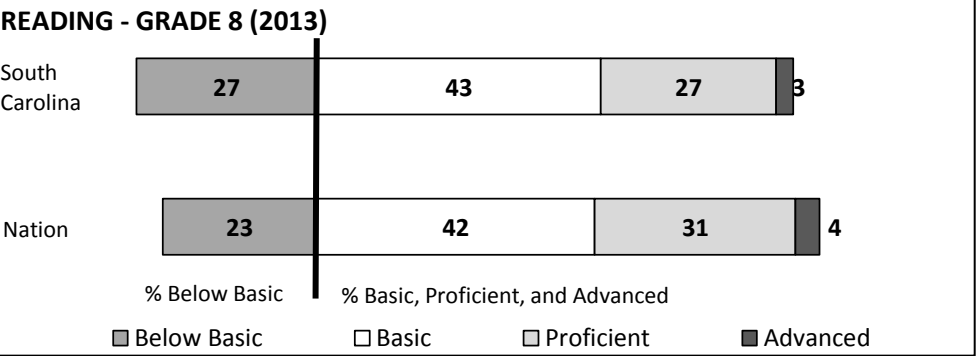 READING - GRADE 8 (2013)
South
Carolina
27 43 27 3
Nation 23 42 31 4
% Below Basic % Basic, Proficient, and Advanced
Below Basic Basic Proficient Advanced